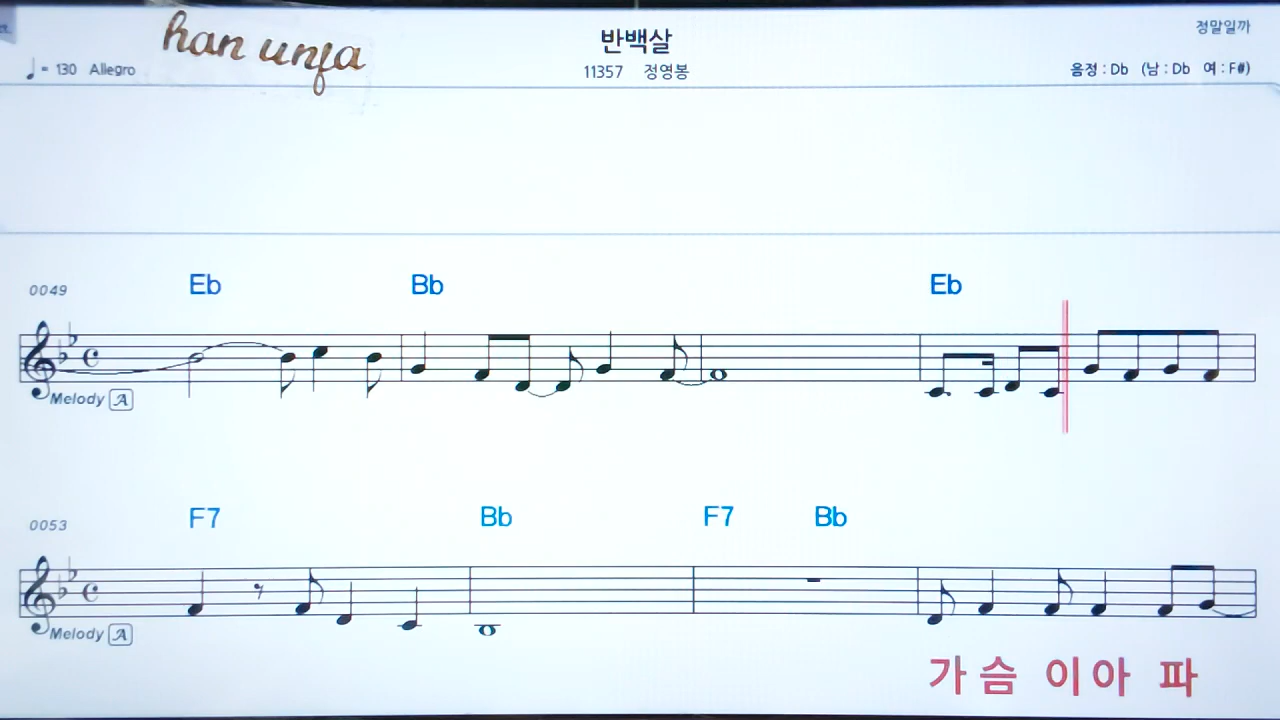 han unfa
반백살
정말일까
♩ = 130 Allegro
11357 정영봉
음정 : Db (남 : Db 여 : F#)
0049
Eb Bb Eb
Melody A
0053
F7 Bb F7 Bb
Melody A
가 슴 이 아 파